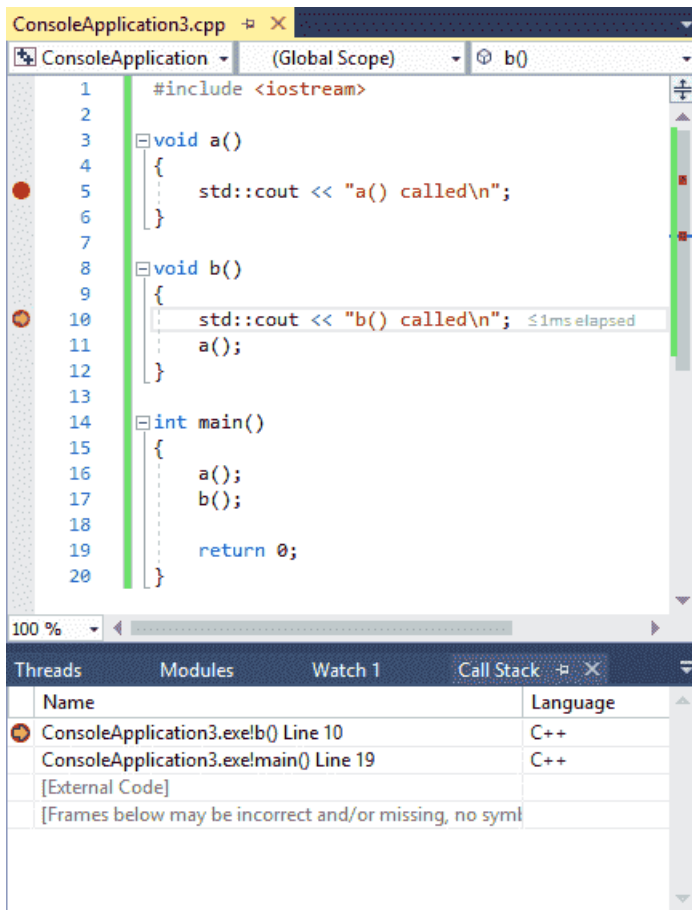 ConsoleApplication3.cpp
ConsoleApplication (Global Scope) b()
1 #include <iostream>
2
3 void a()
4 {
5 std::cout << "a() called\n";
6 }
7
8 void b()
9 {
10 std::cout << "b() called\n"; ≤1ms elapsed
11 a();
12 }
13
14 int main()
15 {
16 a();
17 b();
18
19 return 0;
20 }
100 %
Threads Modules Watch 1 Call Stack
Name Language
ConsoleApplication3.exe!b() Line 10 C++
ConsoleApplication3.exe!main() Line 19 C++
[External Code]
[Frames below may be incorrect and/or missing, no symb